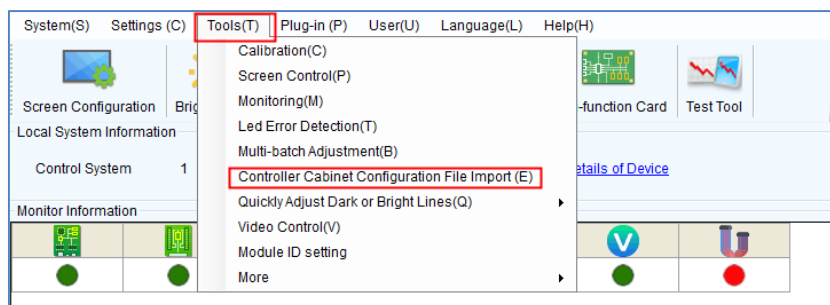 System(S) Settings (C) Tools(T) Plug-in (P) User(U) Language(L) Help(H)
Calibration(C)
Screen Control(P)
Monitoring(M)
Led Error Detection(T)
Multi-batch Adjustment(B)
Controller Cabinet Configuration File Import (E)
Quickly Adjust Dark or Bright Lines(Q)
Video Control(V)
Module ID setting
More
Screen Configuration
-function Card Test Tool
Local System Information
Control System 1
of Device
Monitor Information
V